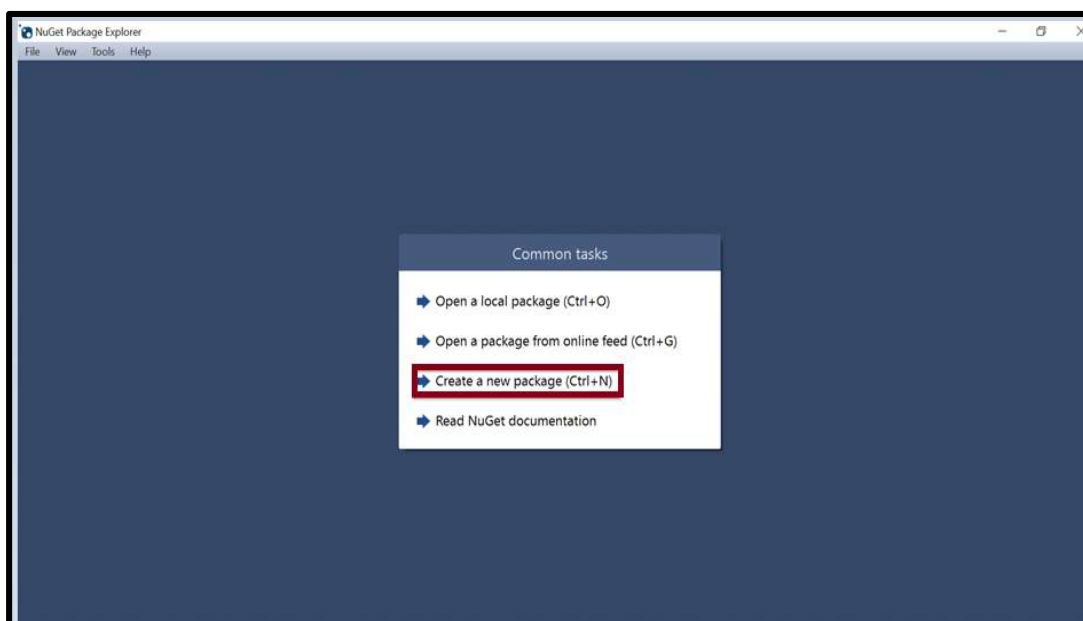 NuGet Package Explorer
File View Tools Help
Common tasks
Open a local package (Ctrl+O)
Open a package from online feed (Ctrl+G)
Create a new package (Ctrl+N)
Read NuGet documentation